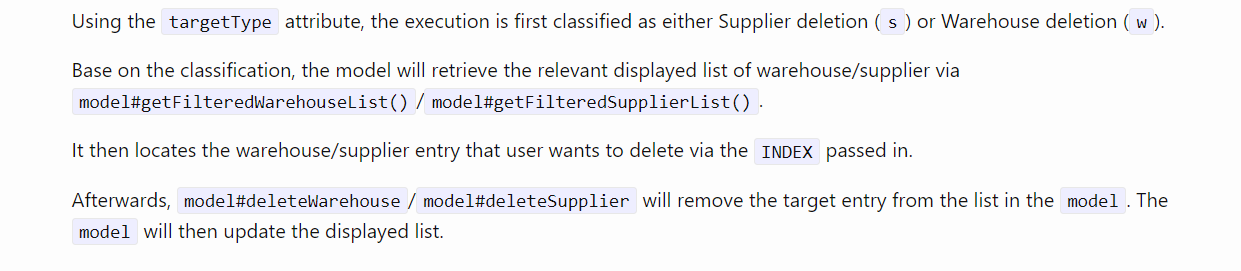 Using the targetType attribute, the execution is first classified as either Supplier deletion ( s ) or Warehouse deletion ( w ).
Base on the classification, the model will retrieve the relevant displayed list of warehouse/supplier via
model#getFilteredWarehouseList() / model#getFilteredSupplierList() .
It then locates the warehouse/supplier entry that user wants to delete via the INDEX passed in.
Afterwards, model#deleteWarehouse / model#deleteSupplier will remove the target entry from the list in the model . The
model will then update the displayed list.